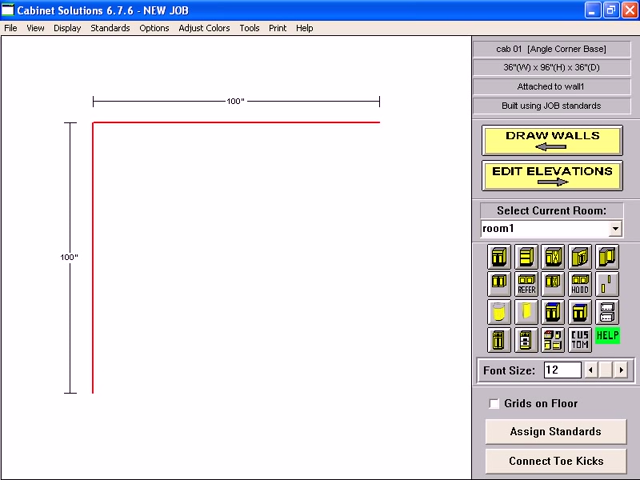 Cabinet Solutions 6.7.6 - NEW JOB
File View Display Standards Options Adjust Colors Tools Print Help
cab 01 [Angle Corner Base]
36"(W) x 96"(H) x 36"(D)
Attached to wall1
Built using JOB standards
100"
100"
DRAW WALLS
EDIT ELEVATIONS
Select Current Room:
room1
REFER
HOOD
CUS
TOM
HELP
Font Size: 12
Grids on Floor
Assign Standards
Connect Toe Kicks